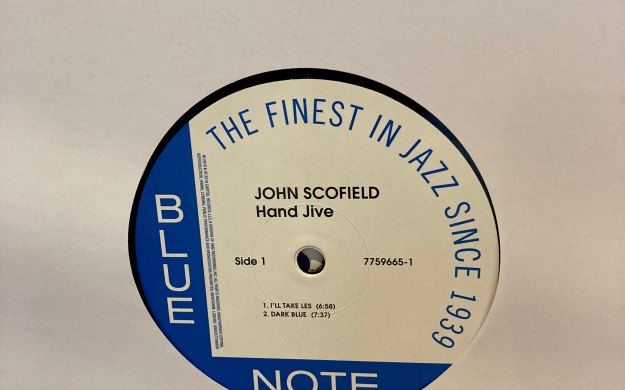 THE FINEST IN JAZZ SINCE 1939
JOHN SCOFIELD
Hand Jive
BLUE
Side 1 7759665-1
1. I'LL TAKE LES (6:58)
2. DARK BLUE (7:37)
NOTE